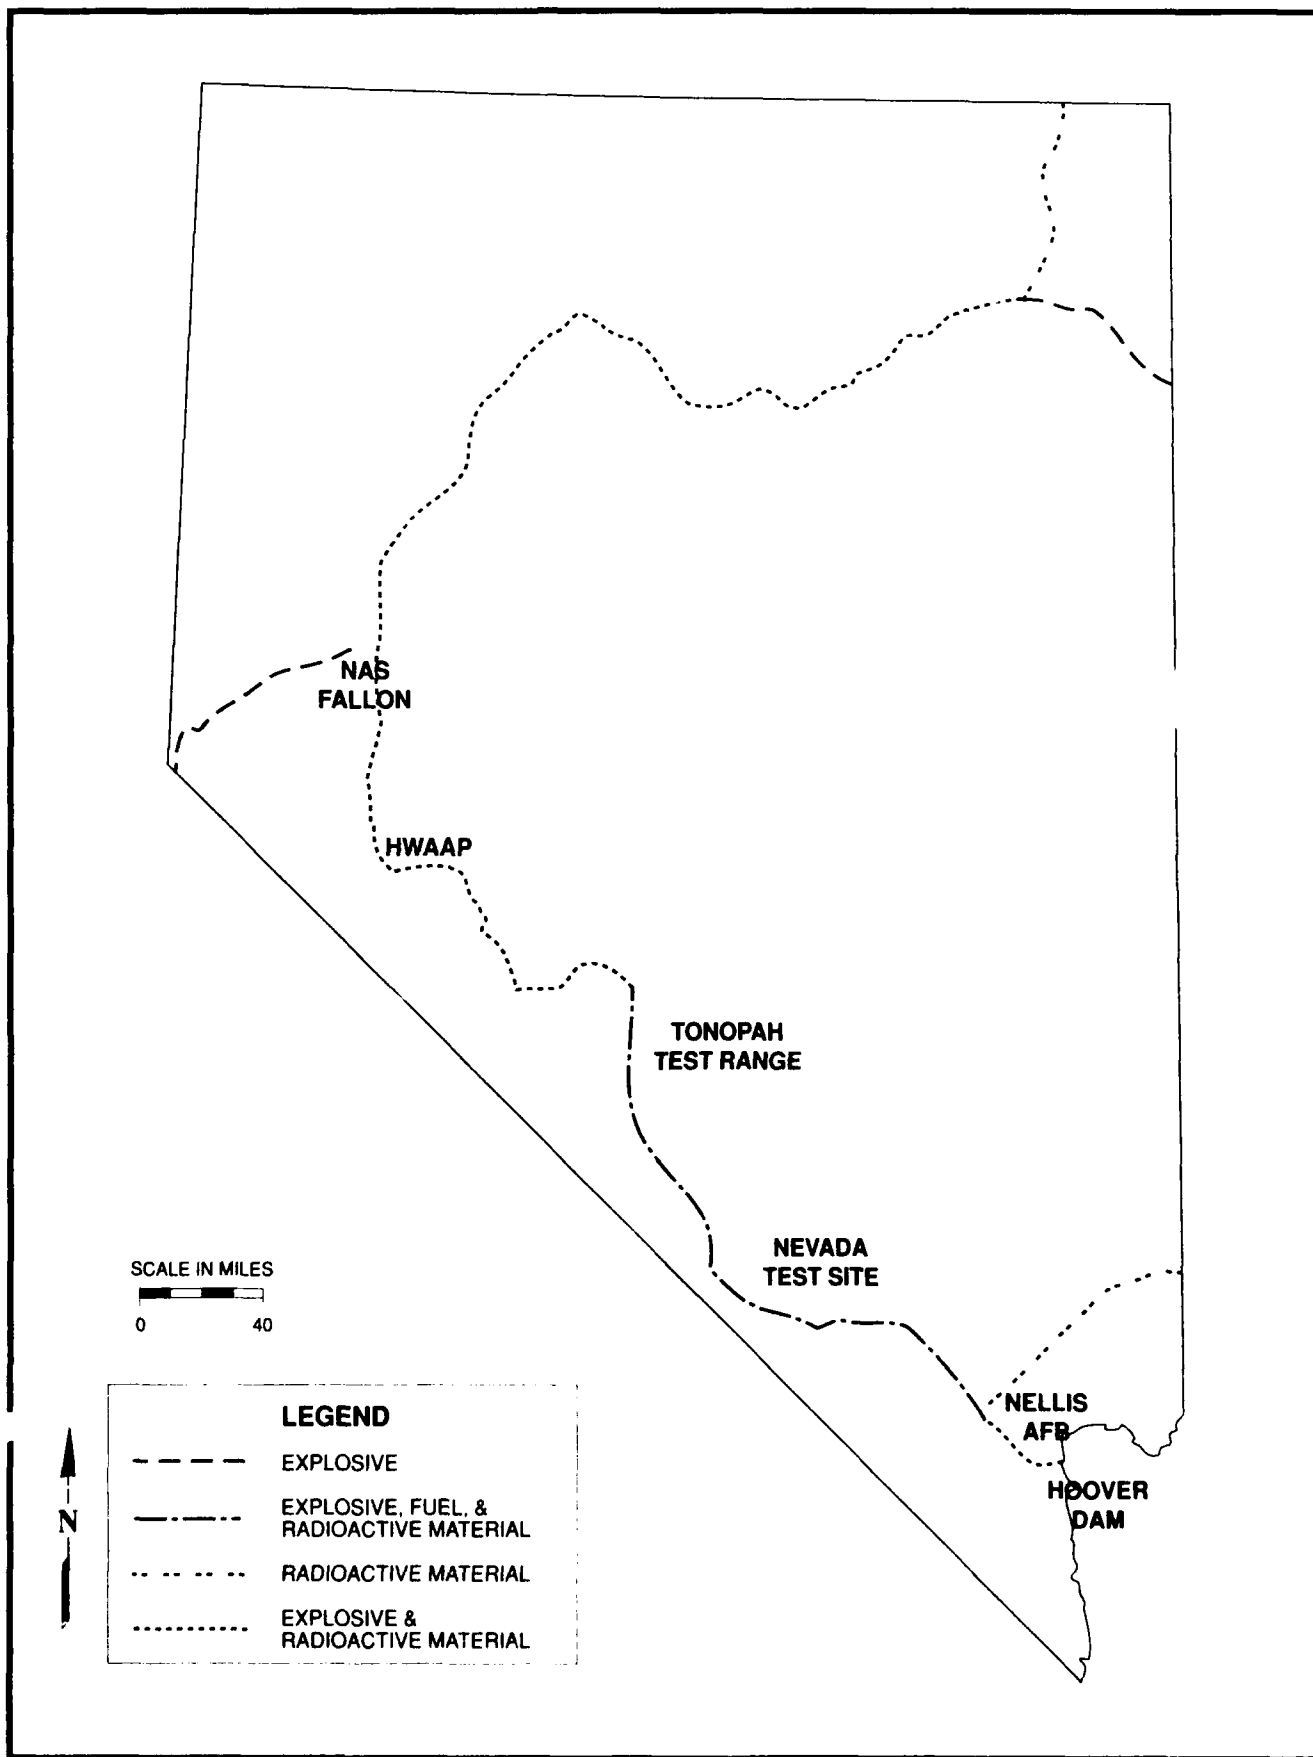 NAS
FALLON
HWAAP
TONOPAH
TEST RANGE
NEVADA
TEST SITE
SCALE IN MILES
0 40
NELLIS
AFB
HOOVER
DAM
LEGEND
EXPLOSIVE
EXPLOSIVE, FUEL, &
RADIOACTIVE MATERIAL
RADIOACTIVE MATERIAL
EXPLOSIVE &
RADIOACTIVE MATERIAL
N